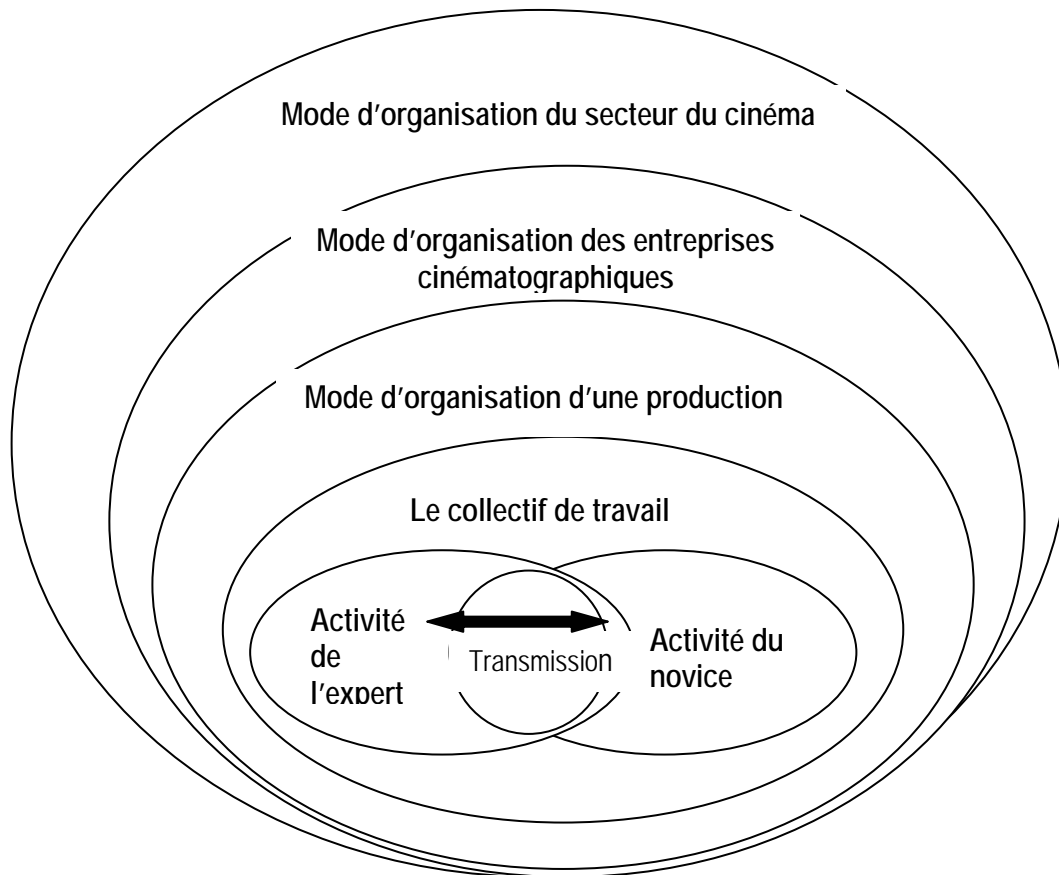 Mode d'organisation du secteur du cinéma
Mode d'organisation des entreprises
cinématographiques
Mode d'organisation d'une production
Le collectif de travail
Activité
de
l'expert
Transmission
Activité du
novice